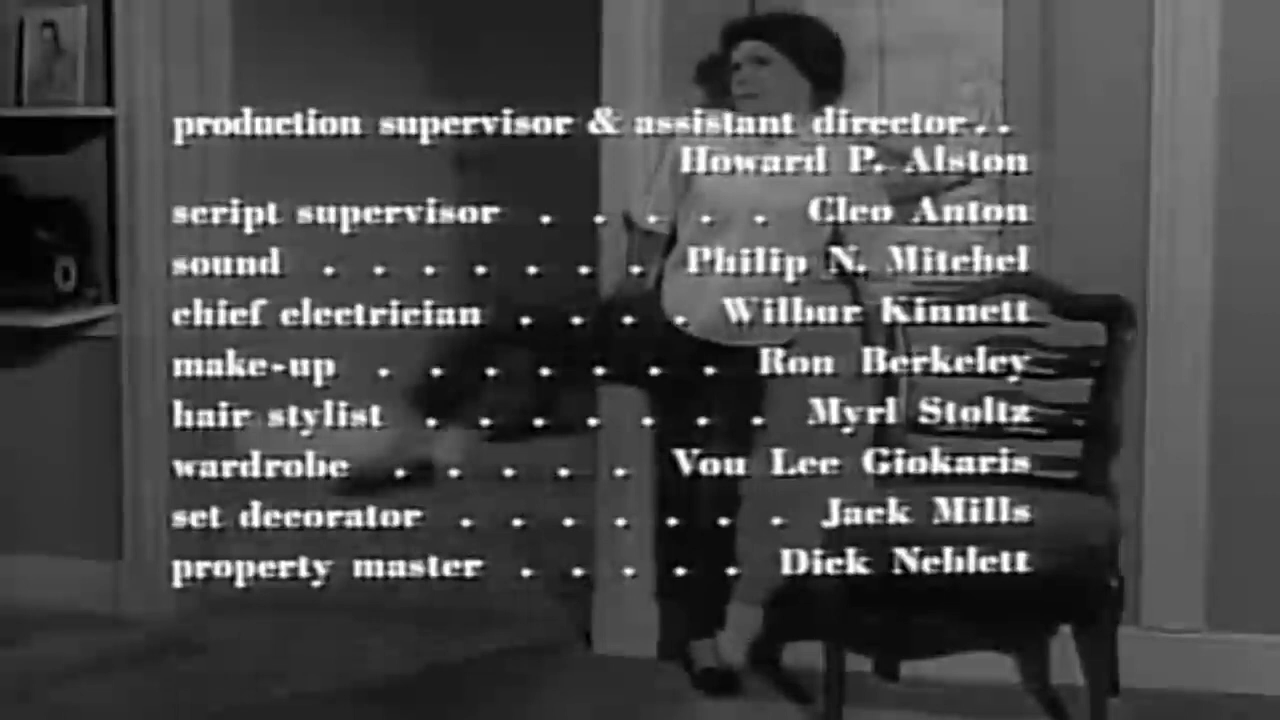 production supervisor & assistant director..
Howard P. Alston
script supervisor . . . . . Cleo Anton
sound . . . . . . . Philip N. Mitchel
chief electrician . . . . Wilbur Kinnett
make-up . . . . . . . Ron Berkeley
hair stylist . . . . . . . Myrl Stoltz
wardrobe . . . . . Vou Lee Giokaris
set decorator . . . . . . . Jack Mills
property master . . . . . Dick Neblett